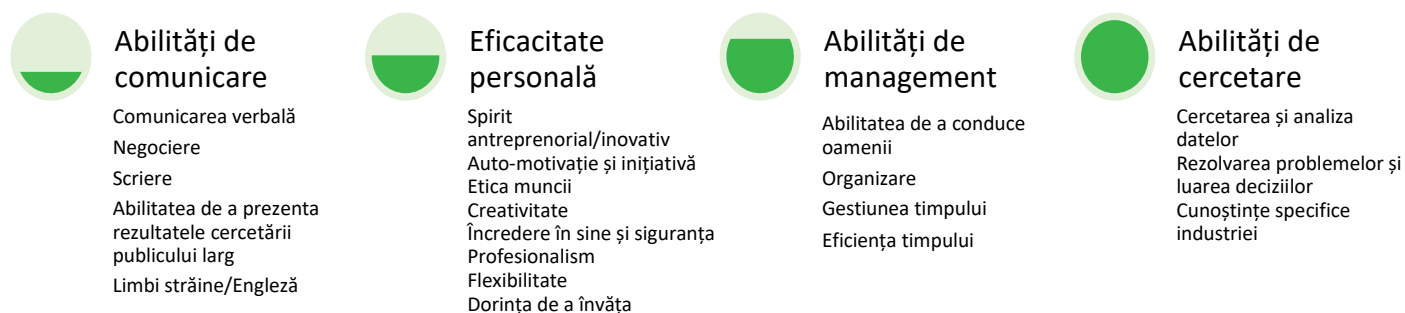 Abilități de
comunicare
Comunicarea verbală
Negociere
Scriere
Abilitatea de a prezenta
rezultatele cercetării
publicului larg
Limbi străine/Engleză
Eficacitate
personală
Spirit
antreprenorial/inovativ
Auto-motivație și inițiativă
Etica muncii
Creativitate
Încredere în sine și siguranța
Profesionalism
Flexibilitate
Dorința de a învăța
Abilități de
management
Abilitatea de a conduce
oamenii
Organizare
Gestiunea timpului
Eficiența timpului
Abilități de
cercetare
Cercetarea și analiza
datelor
Rezolvarea problemelor și
luarea deciziilor
Cunoștințe specifice
industriei